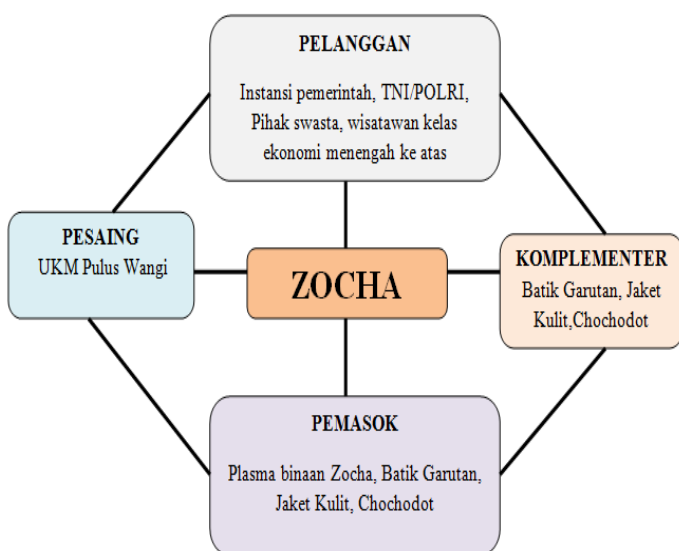 PELANGGAN
Instansi pemerintah, TNI/POLRI,
Pihak swasta, wisatawan kelas
ekonomi menengah ke atas
PESAING
UKM Pulus Wangi
ZOCHA
KOMPLEMENTER
Batik Garutan, Jaket
Kulit,Chochodot
PEMASOK
Plasma binaan Zocha, Batik Garutan,
Jaket Kulit, Chochodot